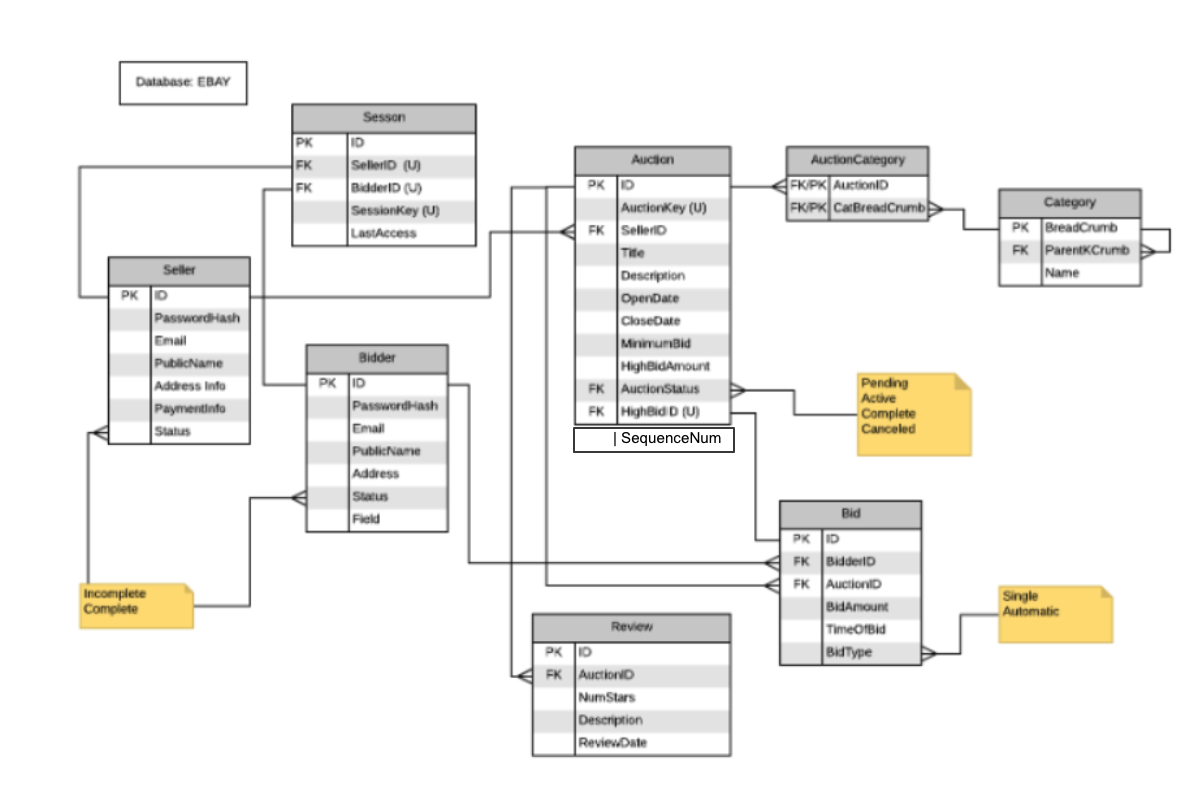 Database: EBAY
Sesson
PK ID
FK SellerID (U)
FK BidderID (U)
SessionKey (U)
LastAccess
Seller
PK ID
PasswordHash
Email
PublicName
Address Info
PaymentInfo
Status
Bidder
PK ID
PasswordHash
Email
PublicName
Address
Status
Field
Incomplete
Complete
Auction
PK ID
AuctionKey (U)
FK SellerID
Title
Description
OpenDate
CloseDate
MinimumBid
HighBidAmount
FK AuctionStatus
FK HighBidID (U)
| SequenceNum
AuctionCategory
FK/PK AuctionID
FK/PK CatBreadCrumb
Category
PK BreadCrumb
FK ParentKCrumb
Name
Pending
Active
Complete
Canceled
Bid
PK ID
FK BidderID
FK AuctionID
BidAmount
TimeOfBid
BidType
Single
Automatic
Review
PK ID
FK AuctionID
NumStars
Description
ReviewDate